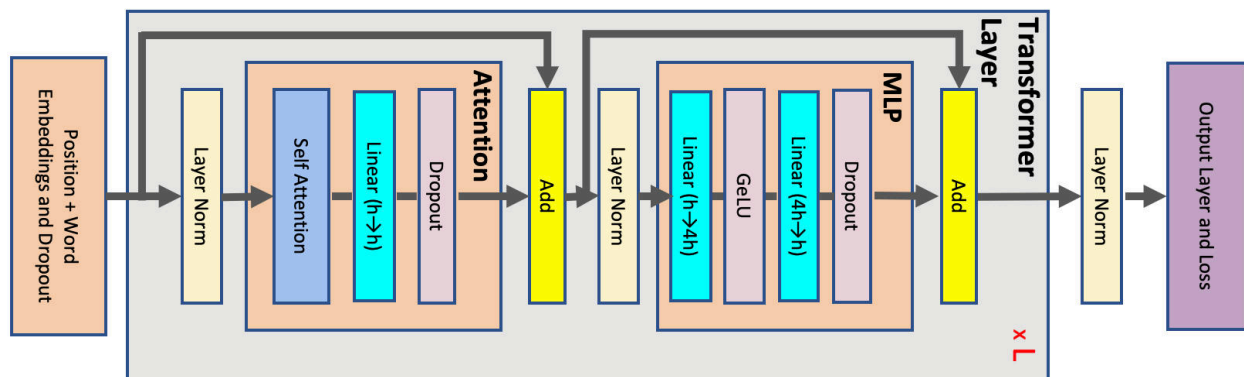 Position + Word
Embeddings and Dropout
Layer Norm
Attention
Self Attention
Linear (h→h)
Dropout
Add
Layer Norm
MLP
Linear (h→4h)
GeLU
Linear (4h→h)
Dropout
Add
Transformer
Layer
x L
Layer Norm
Output Layer and Loss